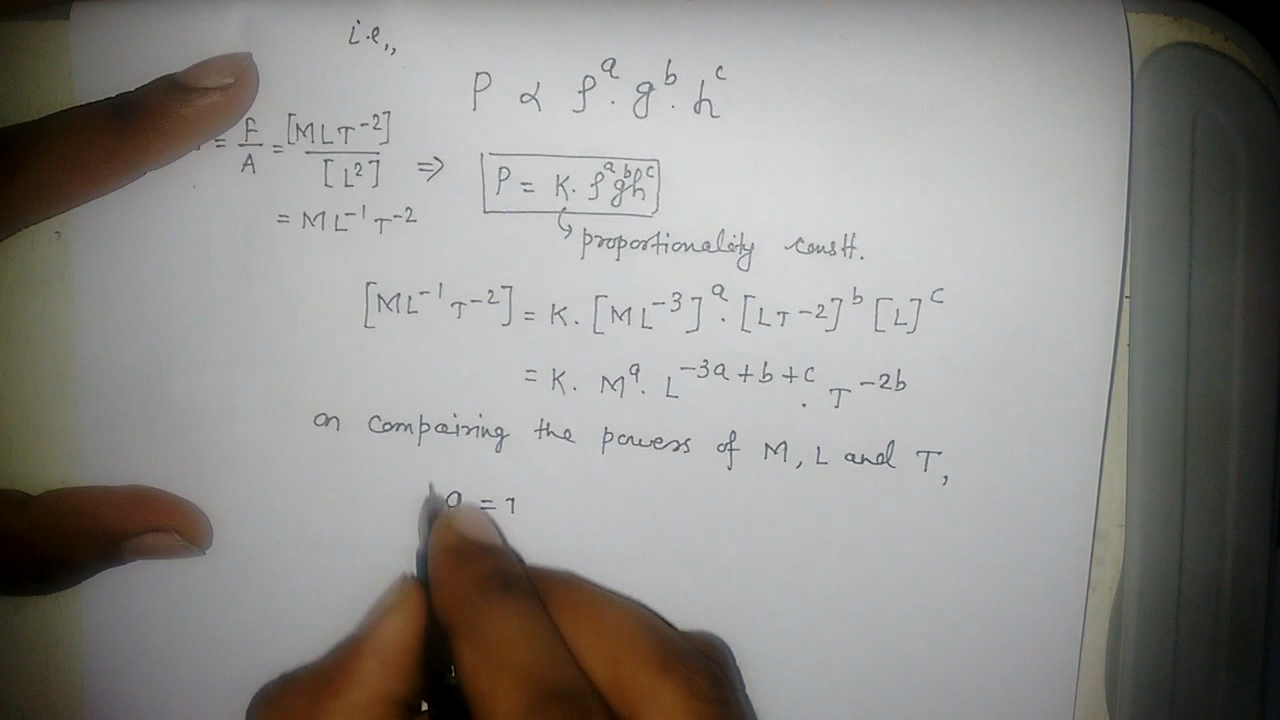 i.e.,,
P ∝ ρ^a . g^b . h^c
= F/A = [MLT^-2]/[L^2] ⇒ P = K. ρ^a g^b h^c
= ML^-1 T^-2
proportionality constt.
[ML^-1 T^-2] = K. [ML^-3]^a . [LT^-2]^b [L]^c
= K. M^a . L^-3a+b+c . T^-2b
on compairing the powers of M, L and T,
a = 1